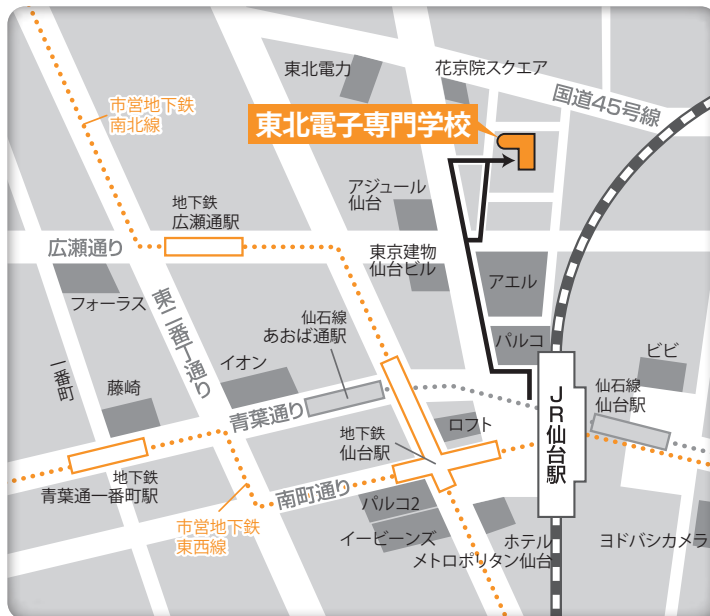 東北電力
花京院スクエア
国道45号線
市営地下鉄
南北線
東北電子専門学校
アジュール
仙台
地下鉄
広瀬通駅
広瀬通り
東京建物
仙台ビル
アエル
フォーラス
東二番丁通り
仙石線
あおば通駅
パルコ
一番町
イオン
藤崎
青葉通り
ビビ
仙石線
仙台駅
JR仙台駅
ロフト
地下鉄
仙台駅
地下鉄
青葉通一番町駅
南町通り
パルコ2
市営地下鉄
東西線
イービーンズ
ホテル
メトロポリタン仙台
ヨドバシカメラ